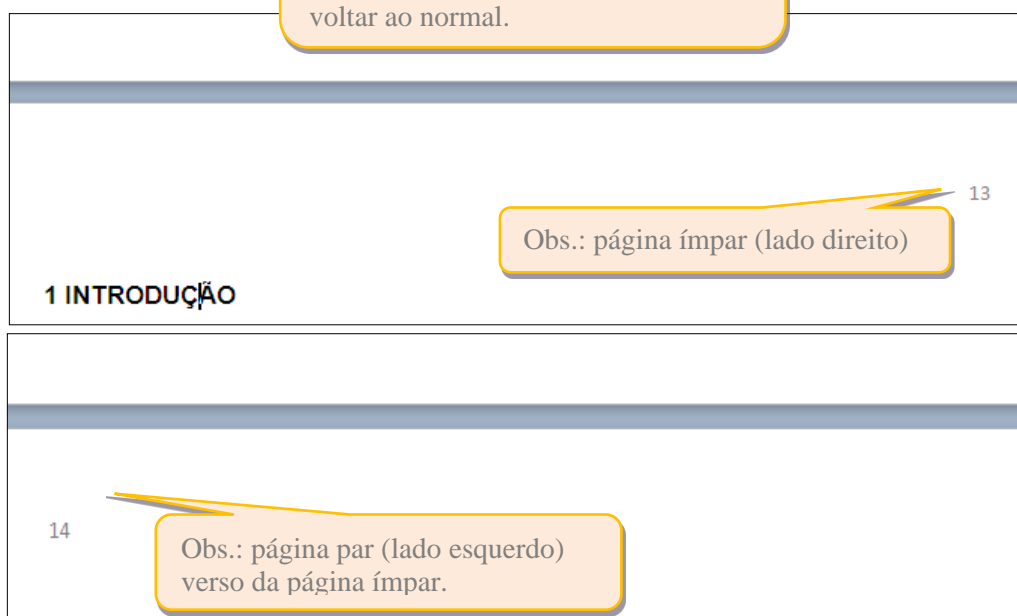 voltar ao normal.
13
Obs.: página ímpar (lado direito)
1 INTRODUÇÃO
14
Obs.: página par (lado esquerdo)
verso da página ímpar.